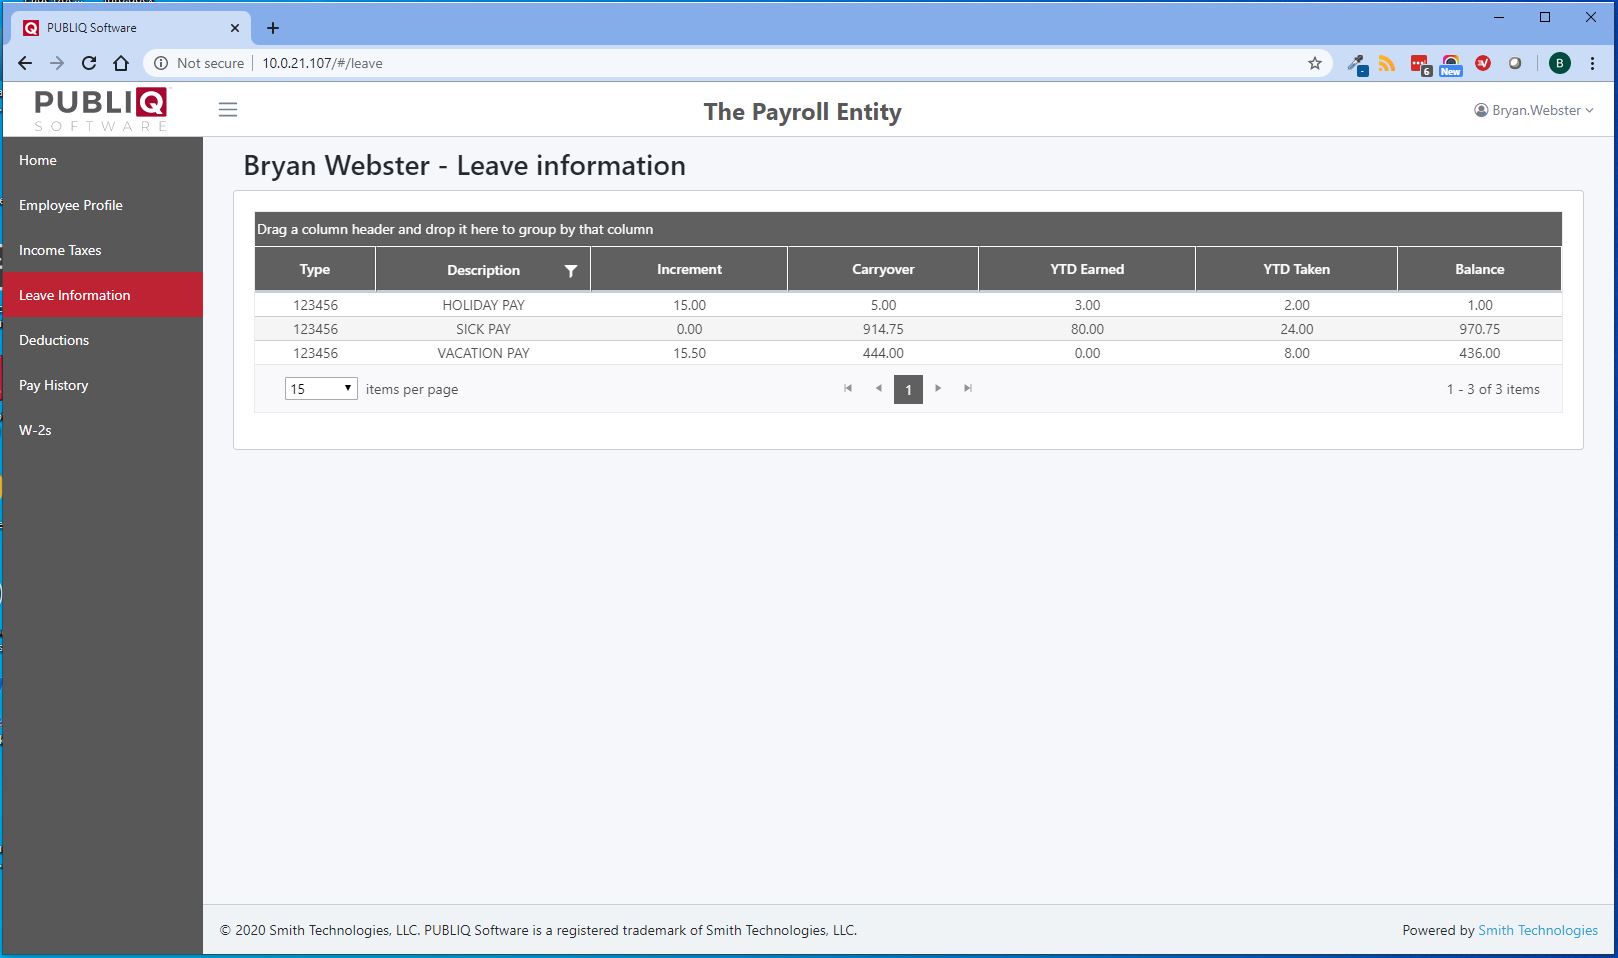 PUBLIQ Software
Not secure
10.0.21.107/#/leave
6
New
B
PUBLIQ
SOFTWARE
The Payroll Entity
Bryan.Webster
Home
Employee Profile
Income Taxes
Leave Information
Deductions
Pay History
W-2s
Bryan Webster - Leave information
Drag a column header and drop it here to group by that column
Type Description Increment Carryover YTD Earned YTD Taken Balance
123456 HOLIDAY PAY 15.00 5.00 3.00 2.00 1.00
123456 SICK PAY 0.00 914.75 80.00 24.00 970.75
123456 VACATION PAY 15.50 444.00 0.00 8.00 436.00
15 items per page 1 1 - 3 of 3 items
© 2020 Smith Technologies, LLC. PUBLIQ Software is a registered trademark of Smith Technologies, LLC.
Powered by Smith Technologies